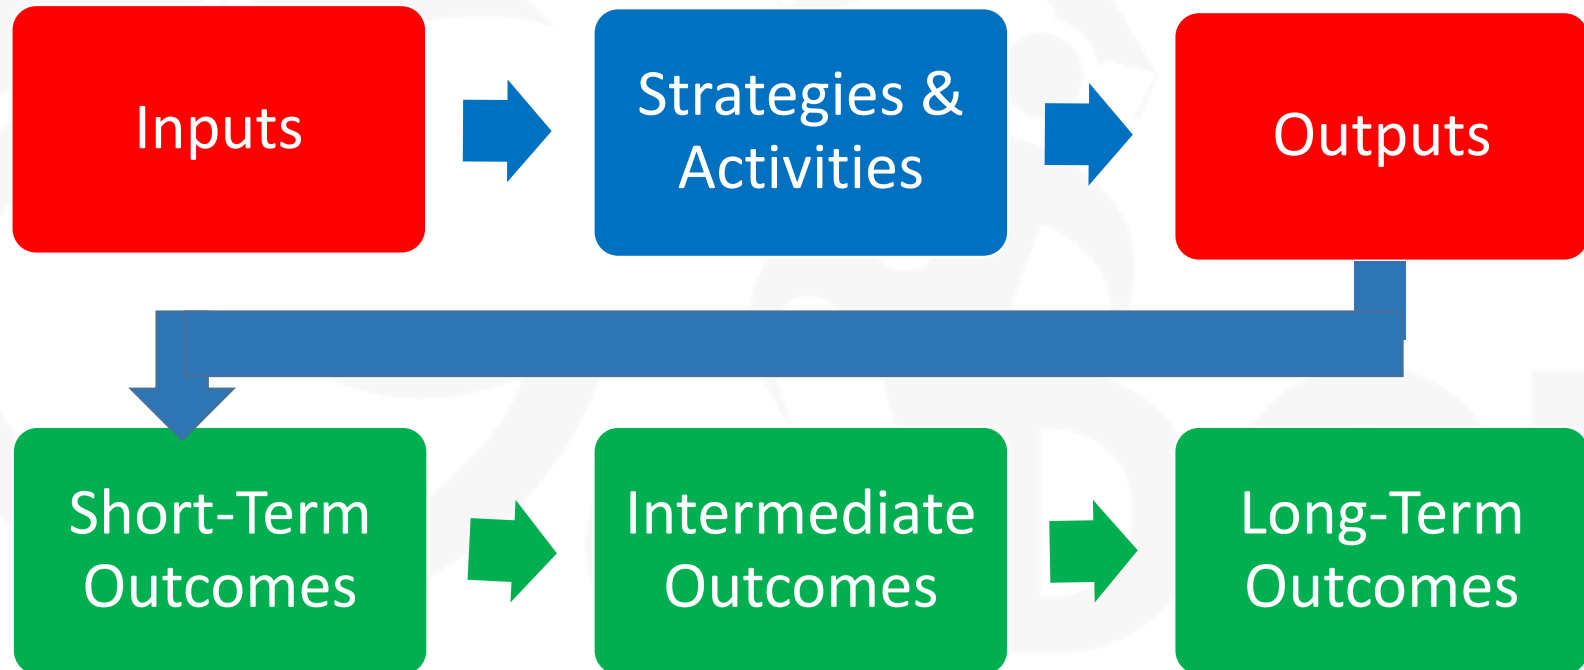 Inputs
Strategies &
Activities
Outputs
Short-Term
Outcomes
Intermediate
Outcomes
Long-Term
Outcomes